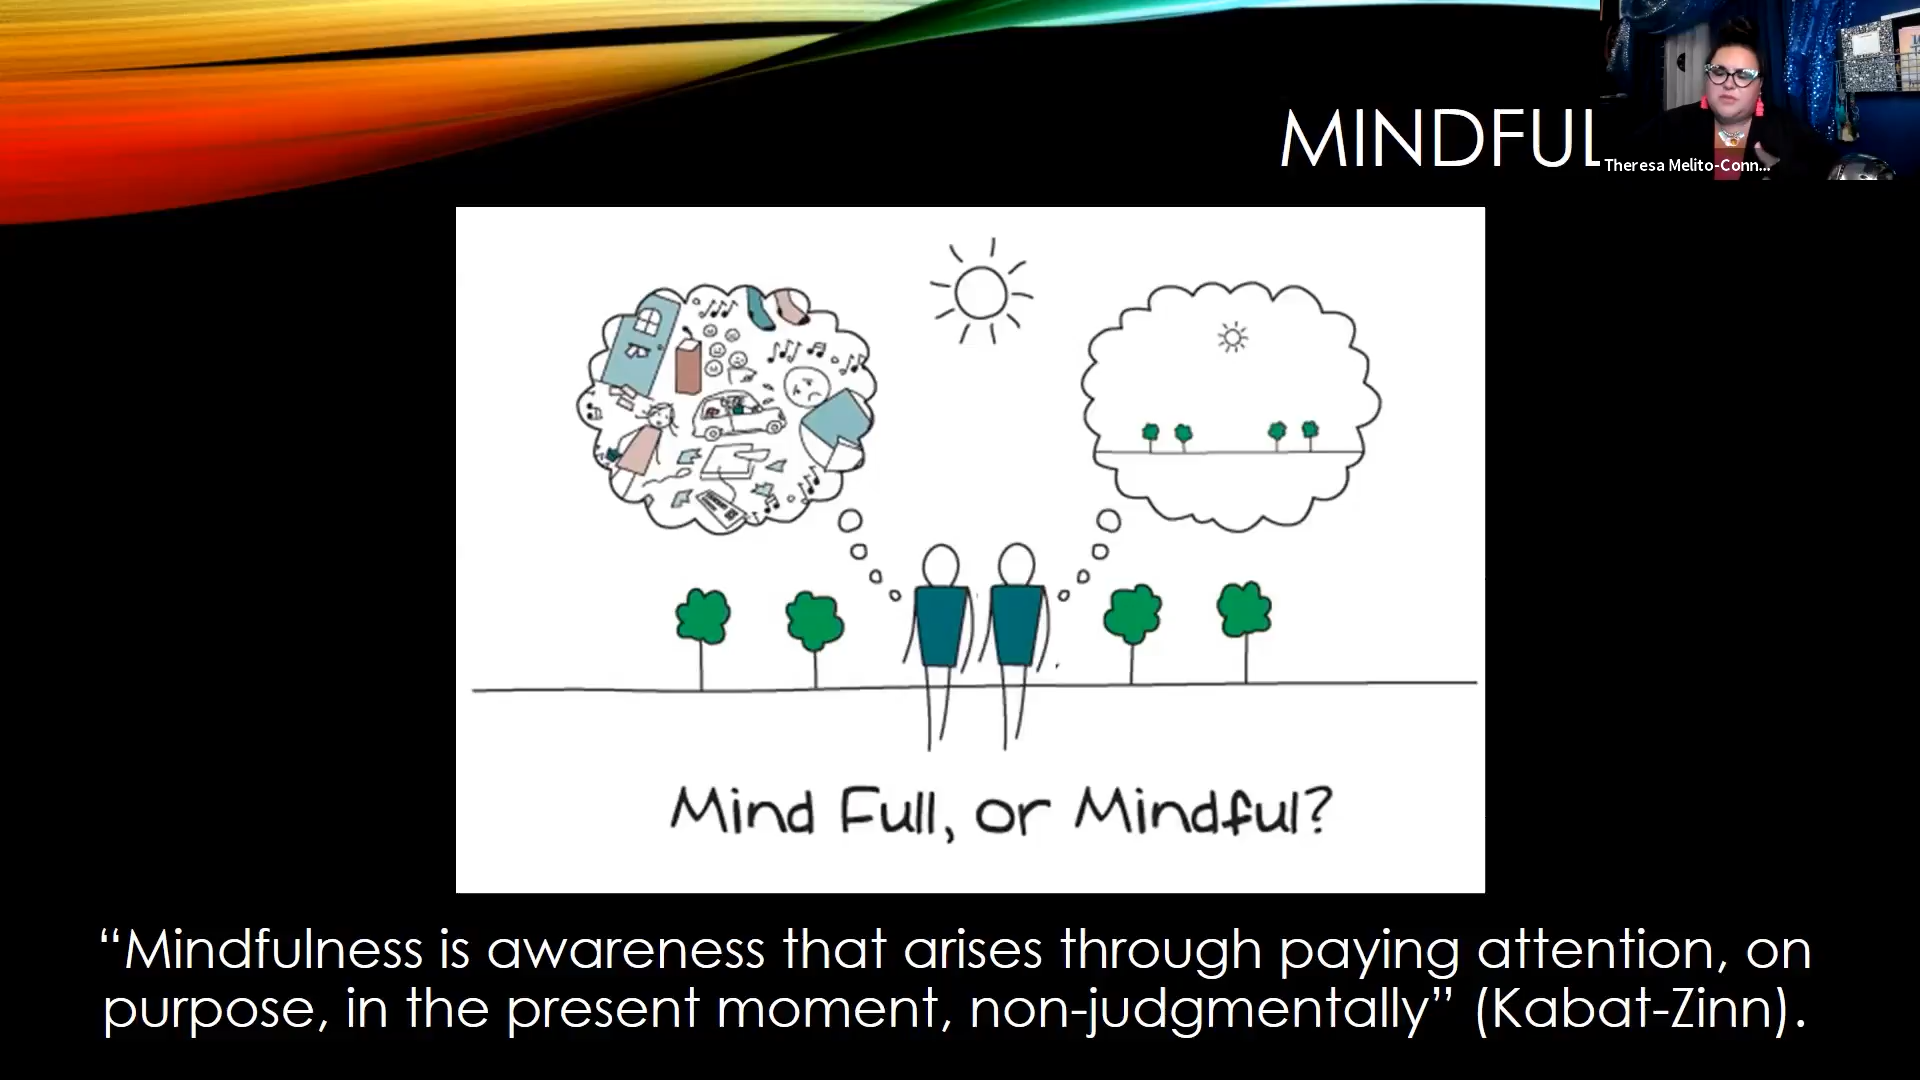 MINDFUL
Theresa Melito-Conn...
Mind Full, or Mindful?
“Mindfulness is awareness that arises through paying attention, on
purpose, in the present moment, non-judgmentally” (Kabat-Zinn).